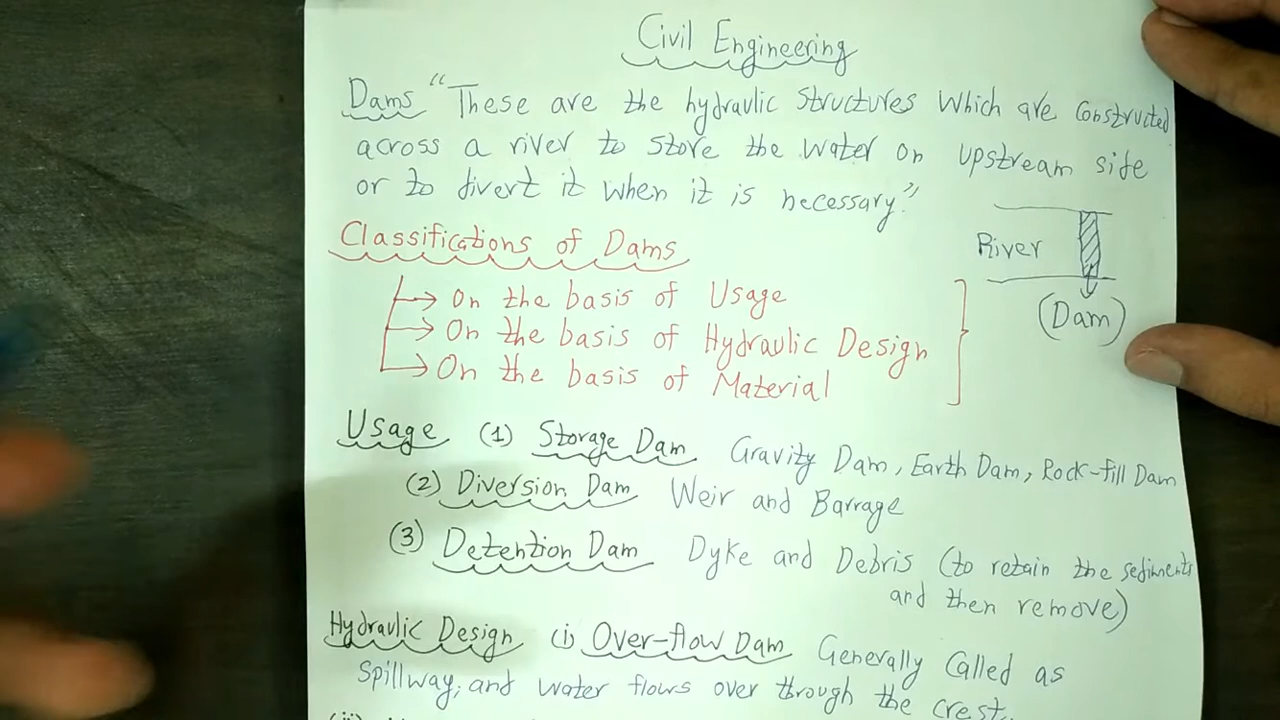 Civil Engineering
Dams "These are the hydraulic structures which are constructed
across a river to store the water on upstream side
or to divert it when it is necessary."
Classifications of Dams
River
(Dam)
→ On the basis of Usage
→ On the basis of Hydraulic Design
→ On the basis of Material
Usage (1) Storage Dam Gravity Dam, Earth Dam, Rock-fill Dam
(2) Diversion Dam Weir and Barrage
(3) Detention Dam Dyke and Debris (to retain the sediments
and then remove)
Hydraulic Design (i) Over-flow Dam Generally Called as
Spillway, and water flows over through the crest.